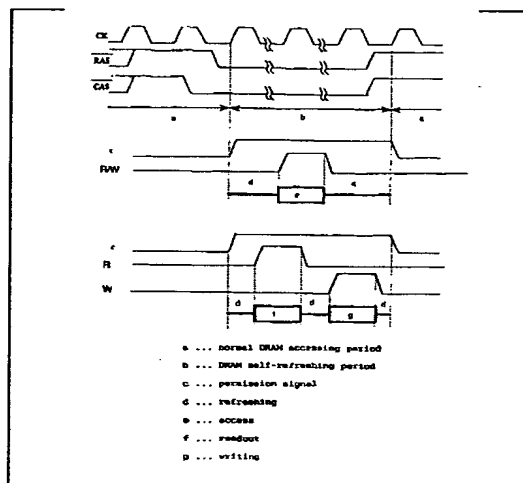 CK
RAS
CAS
a b a
c
R/W
d e d
c
R
W
d f d g d
a ... normal DRAM accessing period
b ... DRAM self-refreshing period
c ... permission signal
d ... refreshing
e ... access
f ... readout
g ... writing